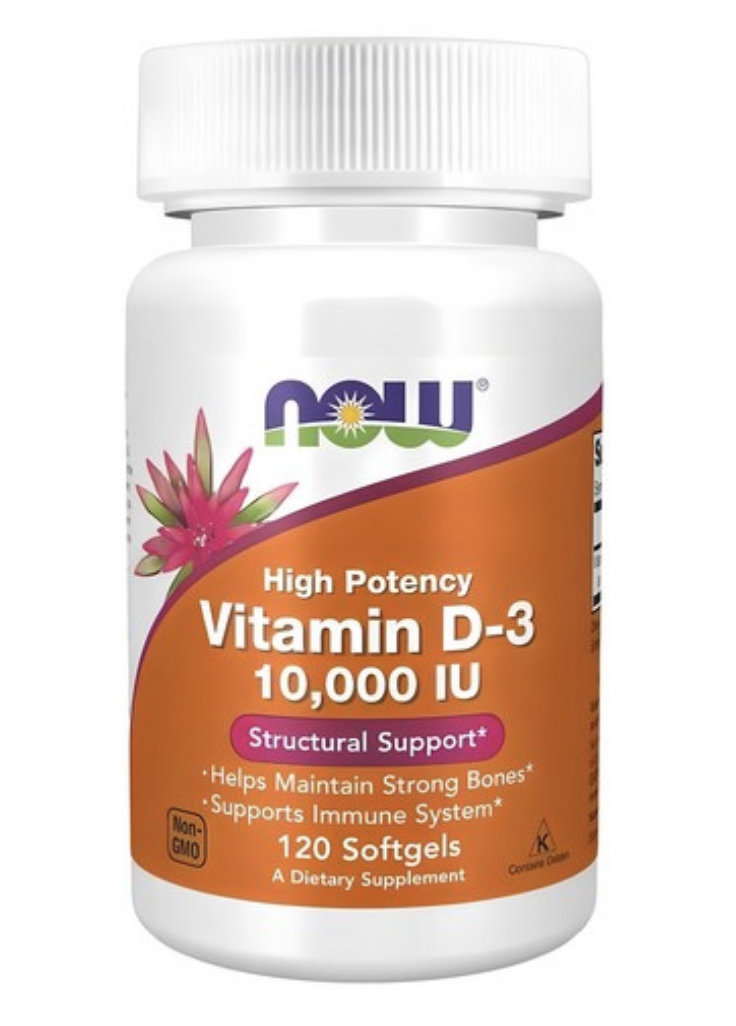 NOW®
High Potency
Vitamin D-3
10,000 IU
Structural Support*
·Helps Maintain Strong Bones*
·Supports Immune System*
120 Softgels
A Dietary Supplement
Non-
GMO
K
Contains Gelatin